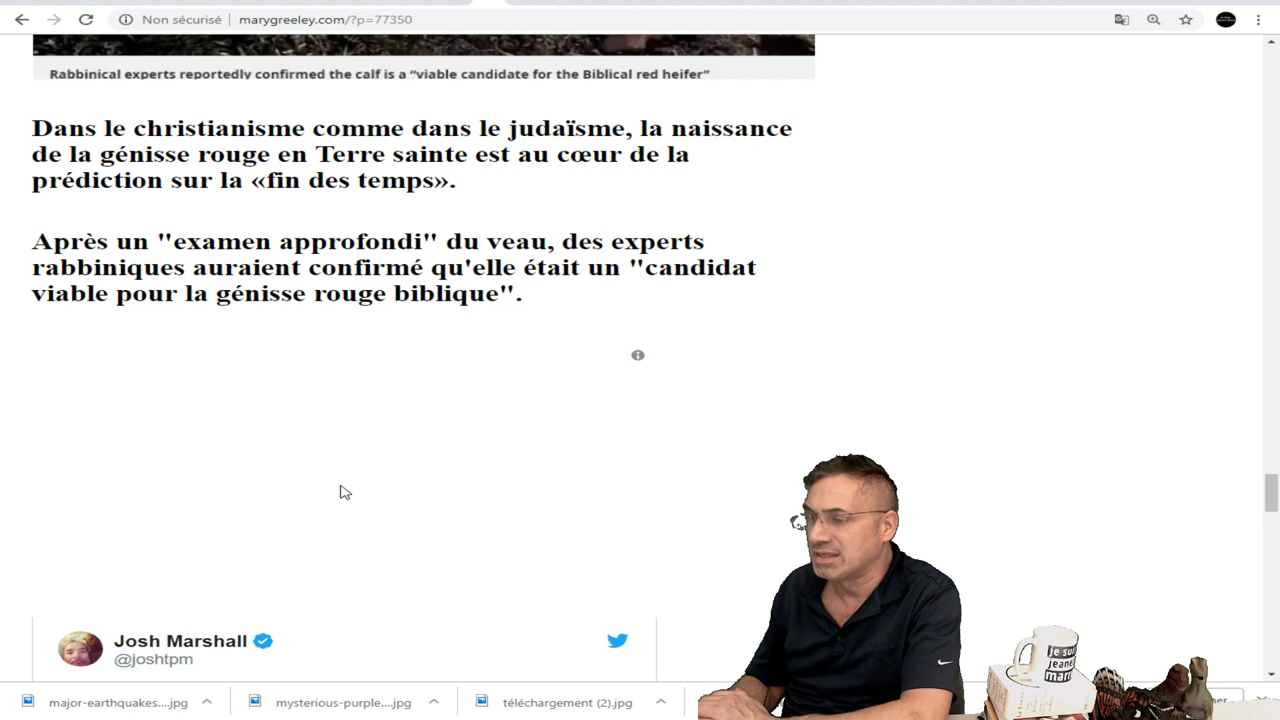 Non sécurisé | marygreeley.com/?p=77350
Rabbinical experts reportedly confirmed the calf is a “viable candidate for the Biblical red heifer”
Dans le christianisme comme dans le judaïsme, la naissance
de la génisse rouge en Terre sainte est au cœur de la
prédiction sur la «fin des temps».
Après un "examen approfondi" du veau, des experts
rabbiniques auraient confirmé qu'elle était un "candidat
viable pour la génisse rouge biblique".
Josh Marshall
@joshtpm
je suis
major-earthquakes....jpg
mysterious-purple....jpg
téléchargement (2).jpg